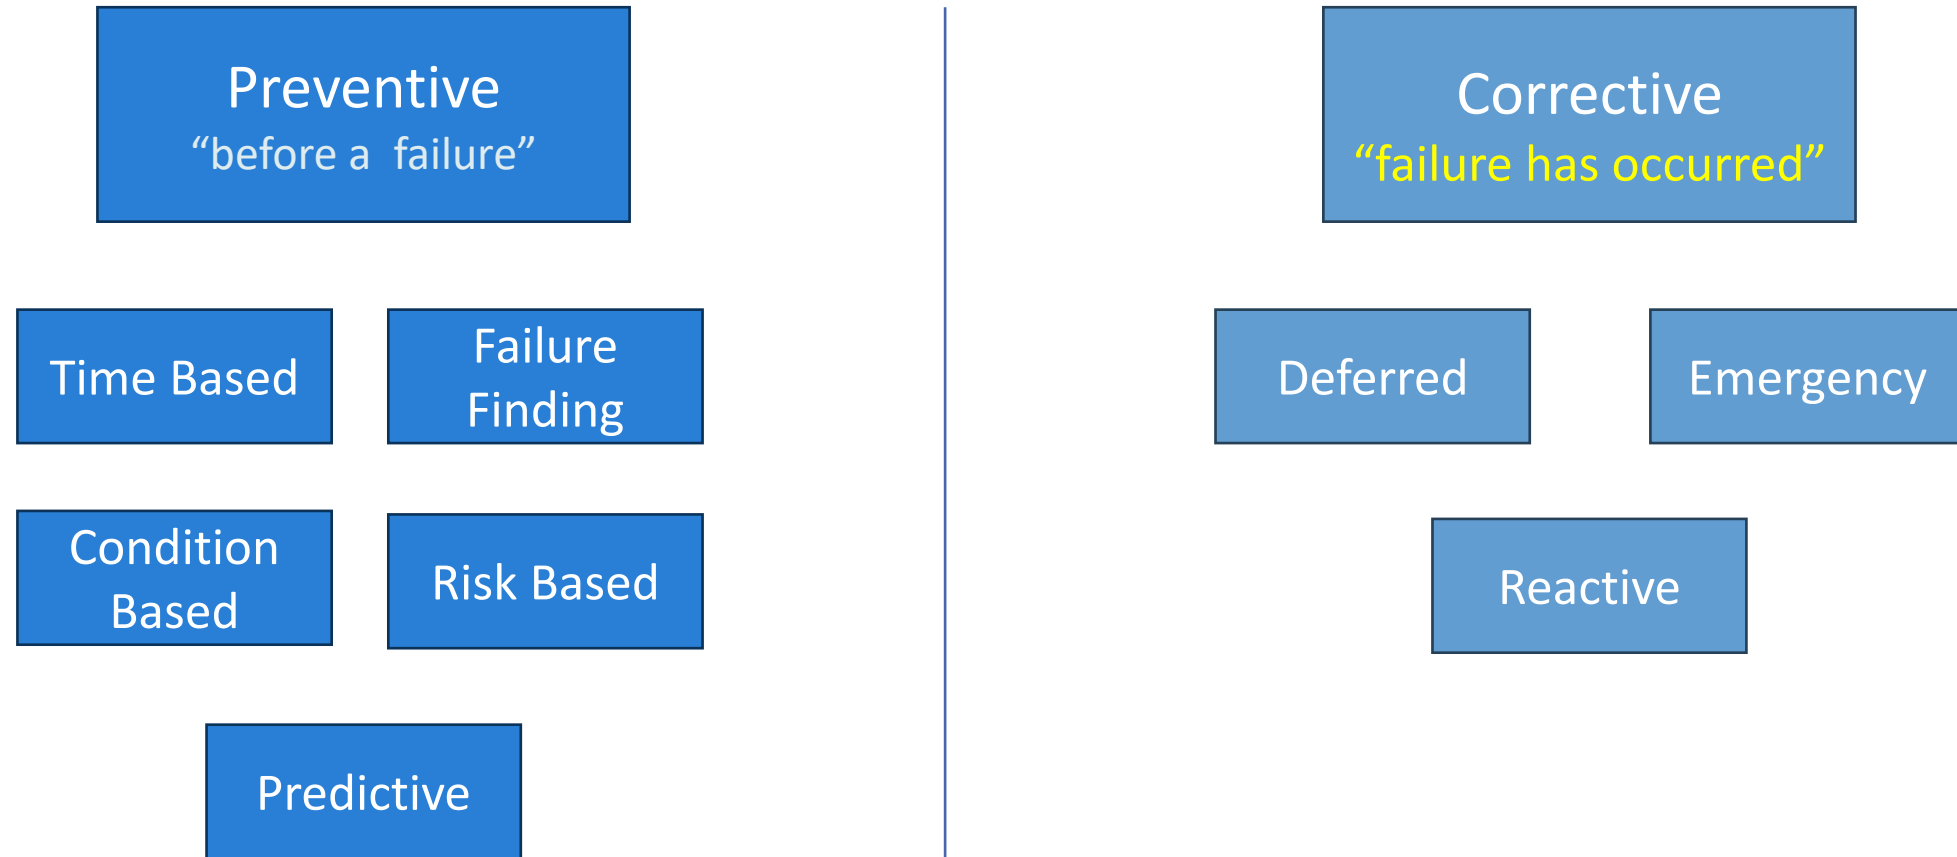 Preventive
“before a  failure”
Time Based
Failure
Finding
Condition
Based
Risk Based
Predictive
Corrective
“failure has occurred”
Deferred
Emergency
Reactive